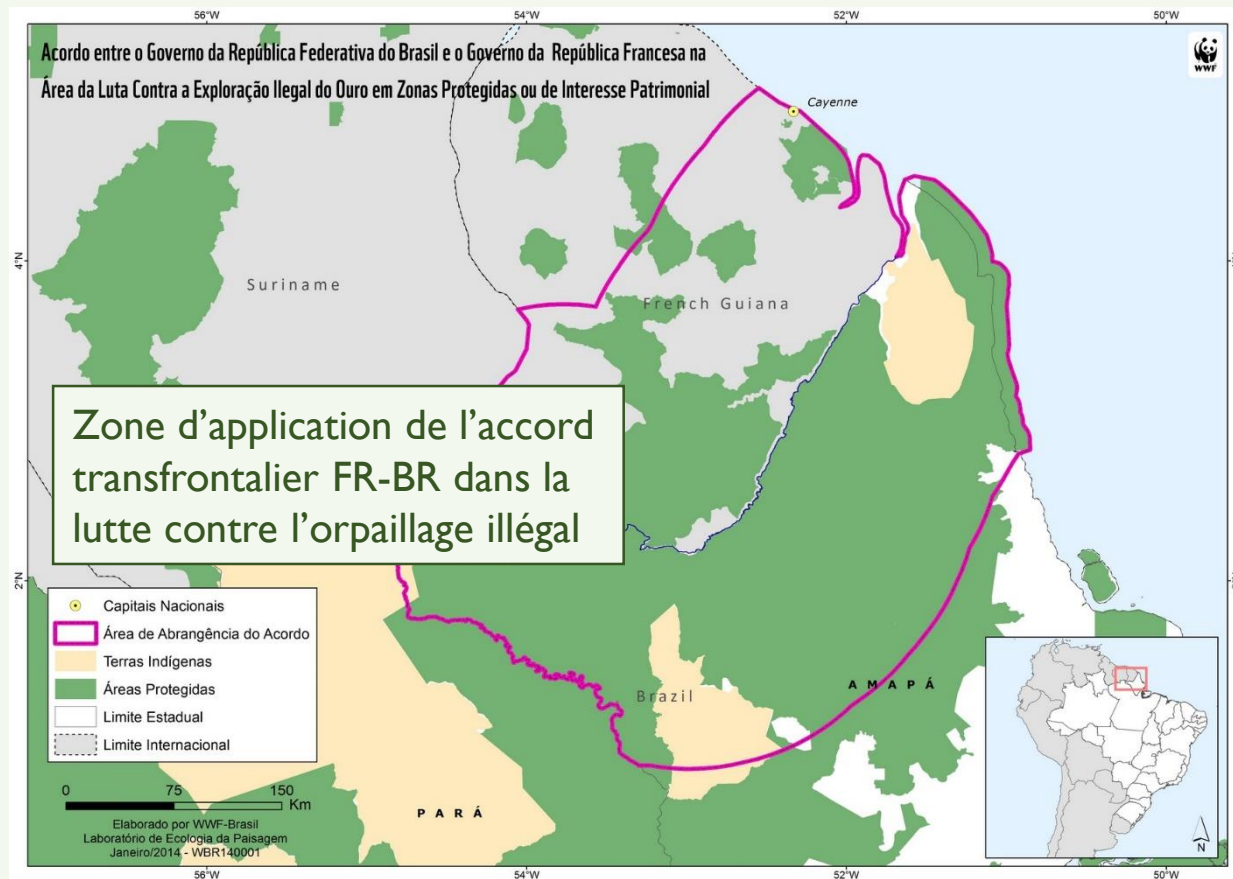 56°W 54°W 52°W 50°W
Acordo entre o Governo da República Federativa do Brasil e o Governo da República Francesa na
Área da Luta Contra a Exploração Ilegal do Ouro em Zonas Protegidas ou de Interesse Patrimonial
WWF
Cayenne
4°N
Suriname
French Guiana
Zone d’application de l’accord
transfrontalier FR-BR dans la
lutte contre l’orpaillage illégal
2°N
Capitais Nacionais
Área de Abrangência do Acordo
Terras Indígenas
Áreas Protegidas
Limite Estadual
Limite Internacional
Brazil
AMAPÁ
PARÁ
0 75 150
Km
Elaborado por WWF-Brasil
Laboratório de Ecologia da Paisagem
Janeiro/2014 - WBR140001
N
56°W 54°W 52°W 50°W